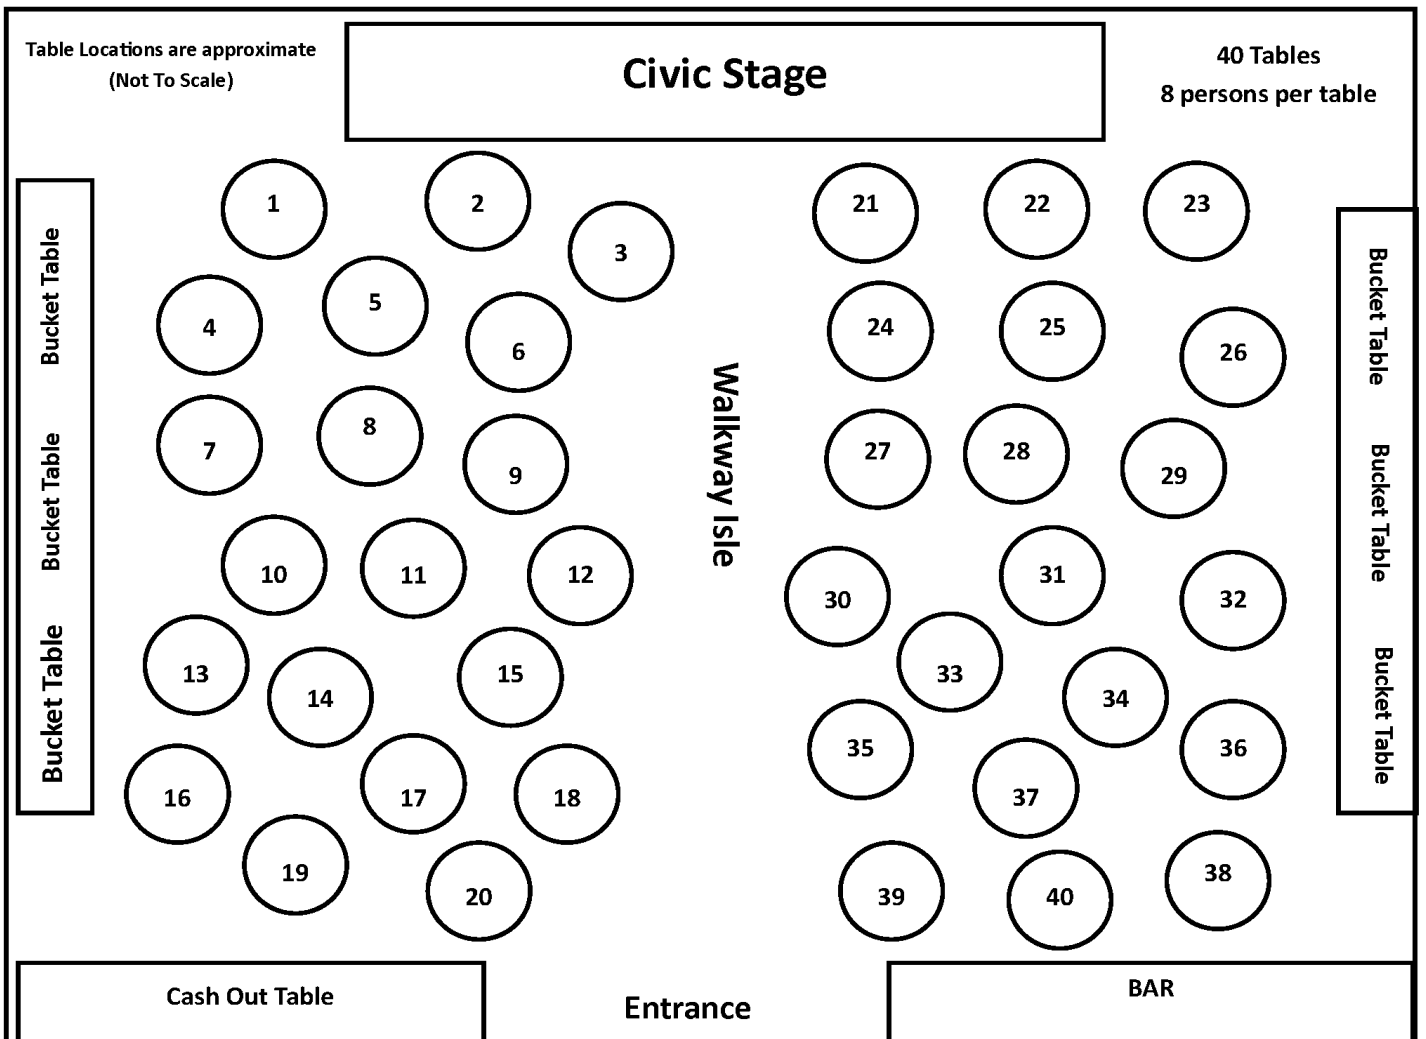 Table Locations are approximate
(Not To Scale)
Civic Stage
40 Tables
8 persons per table
1
2
3
4
5
6
7
8
9
10
11
12
13
14
15
16
17
18
19
20
Bucket Table
Bucket Table
Bucket Table
Walkway Isle
21
22
23
24
25
26
27
28
29
30
31
32
33
34
35
36
37
38
39
40
Bucket Table
Bucket Table
Bucket Table
Cash Out Table
Entrance
BAR